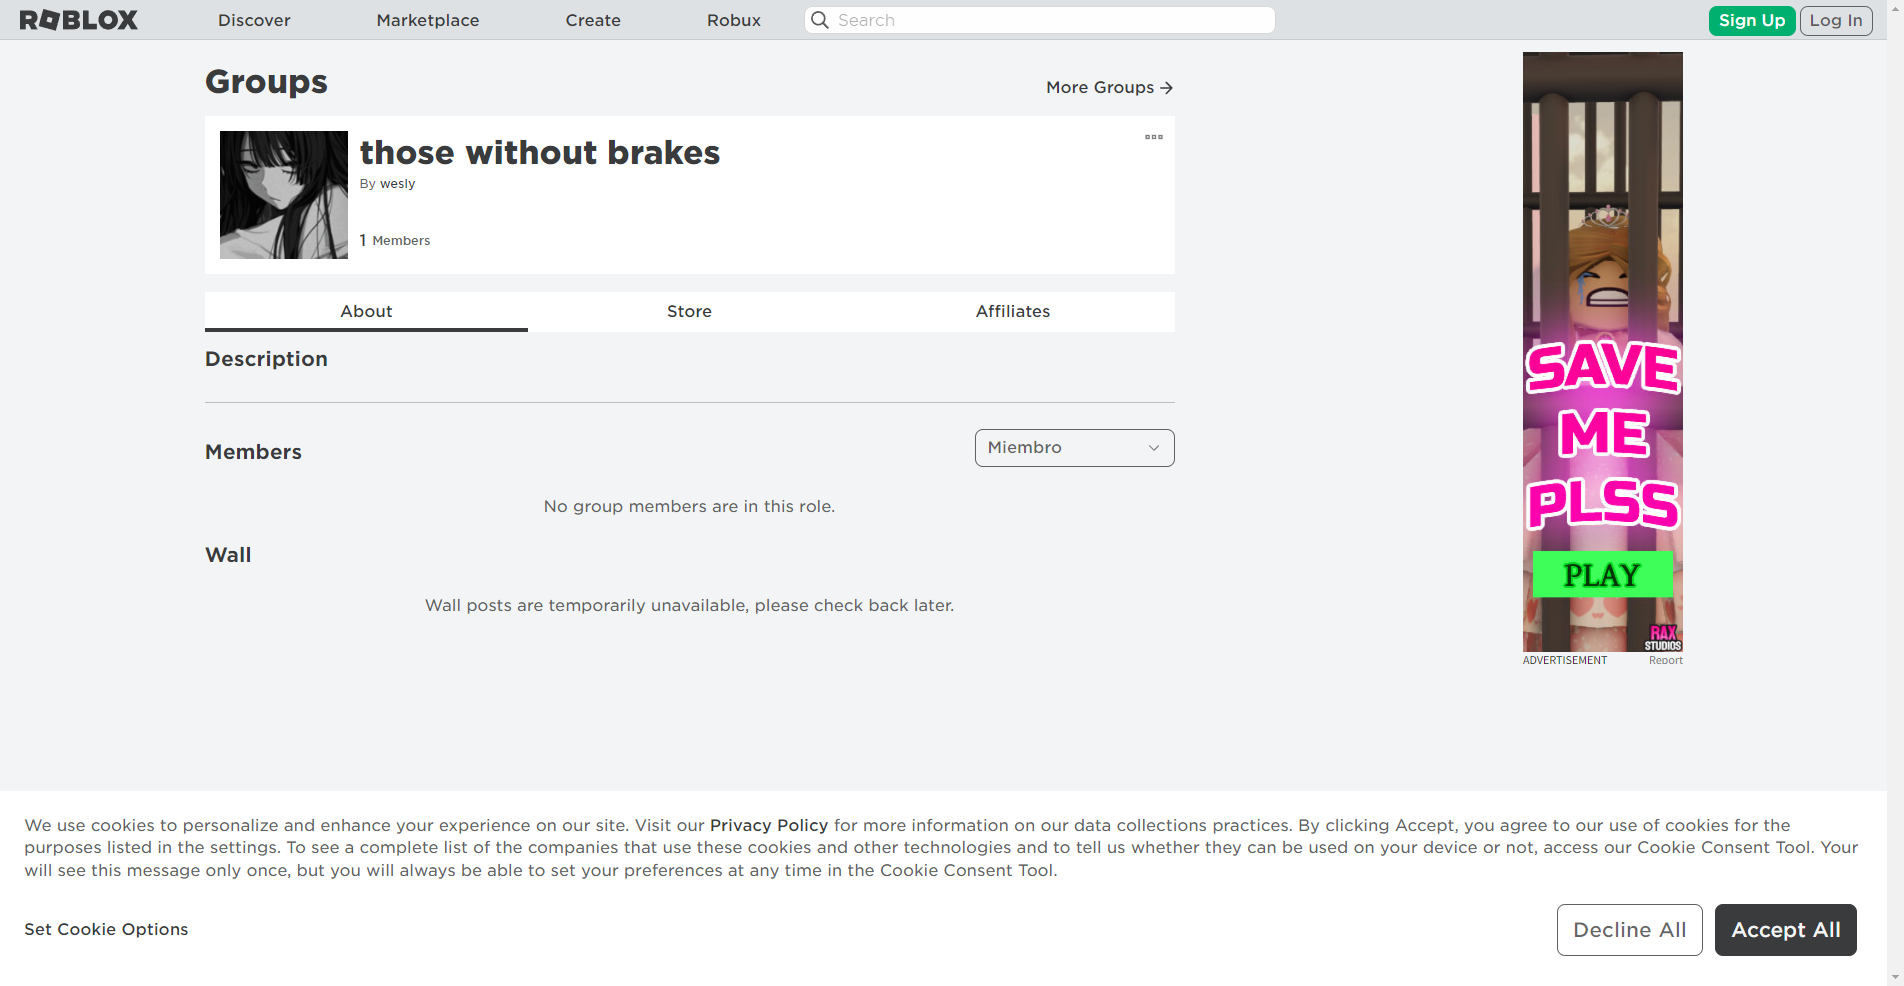 ROBLOX
Discover
Marketplace
Create
Robux
Search
Sign Up
Log In
Groups
More Groups
those without brakes
By wesly
1 Members
About
Store
Affiliates
Description
Members
Miembro
No group members are in this role.
Wall
Wall posts are temporarily unavailable, please check back later.
SAVE
ME
PLSS
PLAY
RAX
STUDIOS
ADVERTISEMENT
Report
We use cookies to personalize and enhance your experience on our site. Visit our Privacy Policy for more information on our data collections practices. By clicking Accept, you agree to our use of cookies for the
purposes listed in the settings. To see a complete list of the companies that use these cookies and other technologies and to tell us whether they can be used on your device or not, access our Cookie Consent Tool. Your
will see this message only once, but you will always be able to set your preferences at any time in the Cookie Consent Tool.
Set Cookie Options
Decline All
Accept All